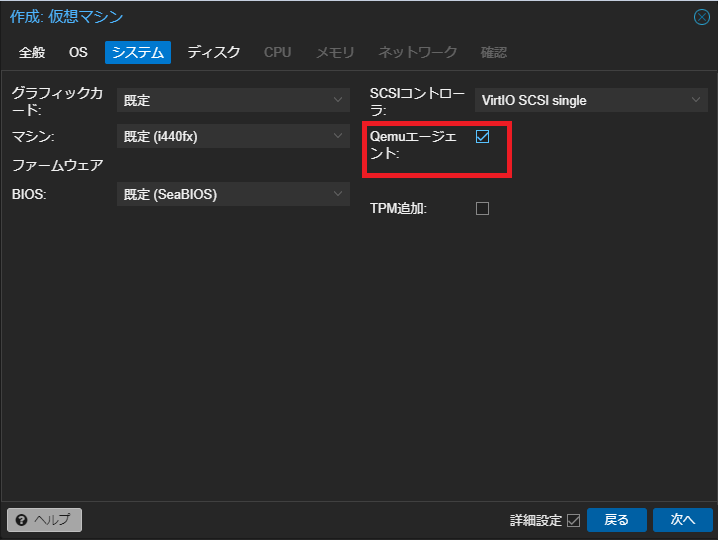 作成: 仮想マシン
全般 OS システム ディスク CPU メモリ ネットワーク 確認
グラフィックカ
ード:
既定
マシン:
既定 (i440fx)
ファームウェア
BIOS:
既定 (SeaBIOS)
SCSIコントロー
ラ:
VirtIO SCSI single
Qemuエージェ
ント:
TPM追加:
ヘルプ
詳細設定
戻る
次へ